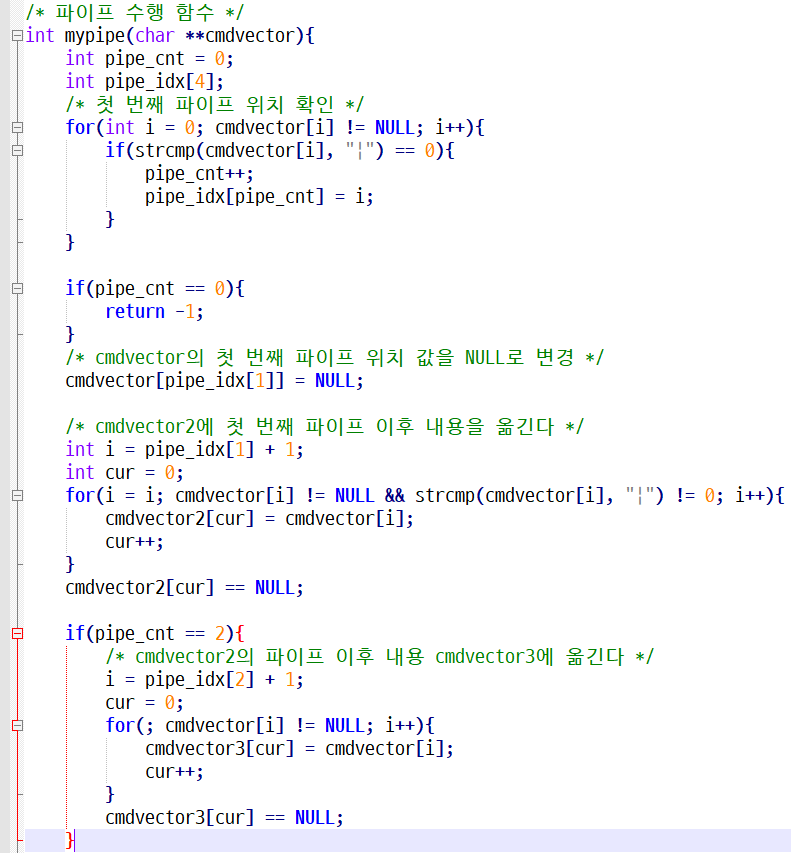 /* 파이프 수행 함수 */
int mypipe(char **cmdvector){
    int pipe_cnt = 0;
    int pipe_idx[4];
    /* 첫 번째 파이프 위치 확인 */
    for(int i = 0; cmdvector[i] != NULL; i++){
        if(strcmp(cmdvector[i], "¦") == 0){
            pipe_cnt++;
            pipe_idx[pipe_cnt] = i;
        }
    }

    if(pipe_cnt == 0){
        return -1;
    }
    /* cmdvector의 첫 번째 파이프 위치 값을 NULL로 변경 */
    cmdvector[pipe_idx[1]] = NULL;

    /* cmdvector2에 첫 번째 파이프 이후 내용을 옮긴다 */
    int i = pipe_idx[1] + 1;
    int cur = 0;
    for(i = i; cmdvector[i] != NULL && strcmp(cmdvector[i], "¦") != 0; i++){
        cmdvector2[cur] = cmdvector[i];
        cur++;
    }
    cmdvector2[cur] == NULL;

    if(pipe_cnt == 2){
        /* cmdvector2의 파이프 이후 내용 cmdvector3에 옮긴다 */
        i = pipe_idx[2] + 1;
        cur = 0;
        for(; cmdvector[i] != NULL; i++){
            cmdvector3[cur] = cmdvector[i];
            cur++;
        }
        cmdvector3[cur] == NULL;
    }